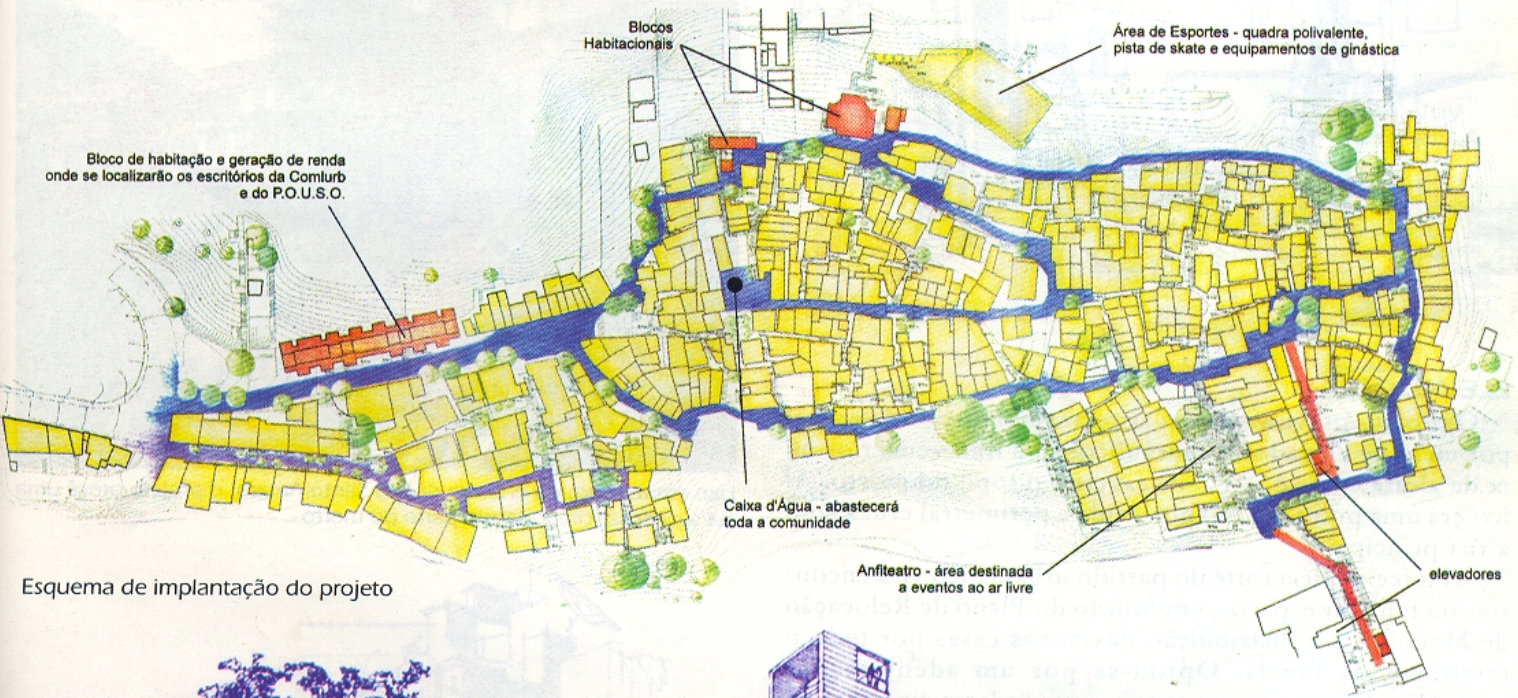 Blocos
Habitacionais
Área de Esportes - quadra polivalente,
pista de skate e equipamentos de ginástica
Bloco de habitação e geração de renda
onde se localizarão os escritórios da Comlurb
e do P.O.U.S.O.
Caixa d'Água - abastecerá
toda a comunidade
Anfiteatro - área destinada
a eventos ao ar livre
elevadores
Esquema de implantação do projeto